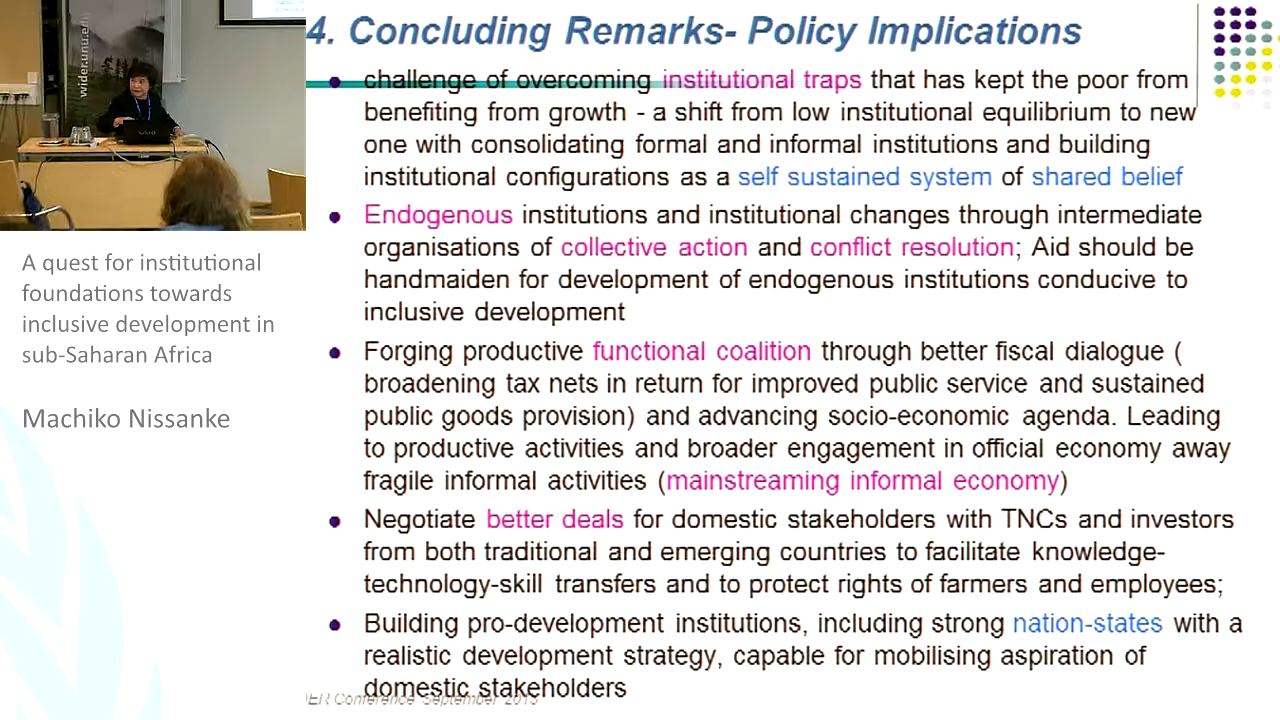 wider.unu.edu
A quest for institutional
foundations towards
inclusive development in
sub-Saharan Africa
Machiko Nissanke
4. Concluding Remarks- Policy Implications
challenge of overcoming institutional traps that has kept the poor from
benefiting from growth - a shift from low institutional equilibrium to new
one with consolidating formal and informal institutions and building
institutional configurations as a self sustained system of shared belief
Endogenous institutions and institutional changes through intermediate
organisations of collective action and conflict resolution; Aid should be
handmaiden for development of endogenous institutions conducive to
inclusive development
Forging productive functional coalition through better fiscal dialogue (
broadening tax nets in return for improved public service and sustained
public goods provision) and advancing socio-economic agenda. Leading
to productive activities and broader engagement in official economy away
fragile informal activities (mainstreaming informal economy)
Negotiate better deals for domestic stakeholders with TNCs and investors
from both traditional and emerging countries to facilitate knowledge-
technology-skill transfers and to protect rights of farmers and employees;
Building pro-development institutions, including strong nation-states with a
realistic development strategy, capable for mobilising aspiration of
domestic stakeholders
DER Conference September 2013